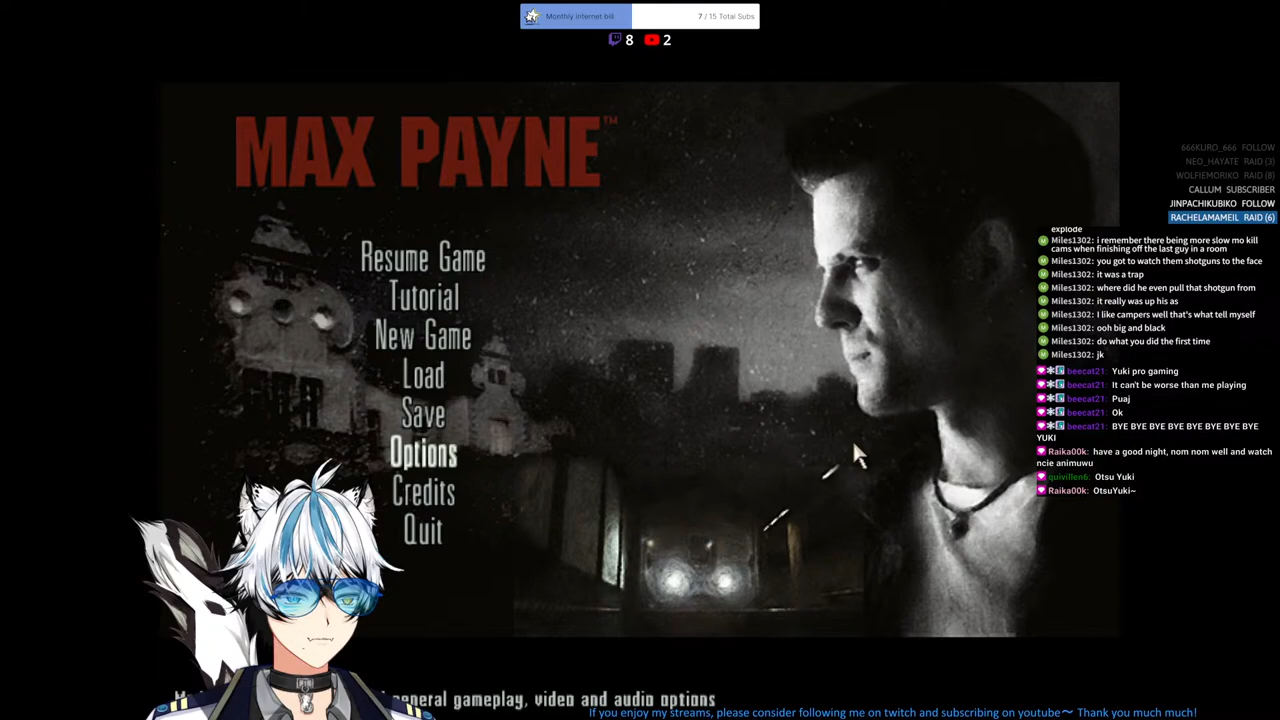 Monthly internet bill 7 / 15 Total Subs
8 2
MAX PAYNE™
Resume Game
Tutorial
New Game
Load
Save
Options
Credits
Quit
general gameplay, video and audio options
666KURO_666 FOLLOW
NEO_HAYATE RAID (3)
WOLFIEMORIKO RAID (8)
CALLUM SUBSCRIBER
JINPACHIKUBIKO FOLLOW
RACHELAMAMEIL RAID (6)
explode
Miles1302: i remember there being more slow mo kill
cams when finishing off the last guy in a room
Miles1302: you got to watch them shotguns to the face
Miles1302: it was a trap
Miles1302: where did he even pull that shotgun from
Miles1302: it really was up his as
Miles1302: I like campers well that's what tell myself
Miles1302: ooh big and black
Miles1302: do what you did the first time
Miles1302: jk
beecat21: Yuki pro gaming
beecat21: It can't be worse than me playing
beecat21: Puaj
beecat21: Ok
beecat21: BYE BYE BYE BYE BYE BYE BYE BYE
YUKI
Raika00k: have a good night, nom nom well and watch
ncie animuwu
quivillen6: Otsu Yuki
Raika00k: OtsuYuki~
If you enjoy my streams, please consider following me on twitch and subscribing on youtube〜 Thank you much much!